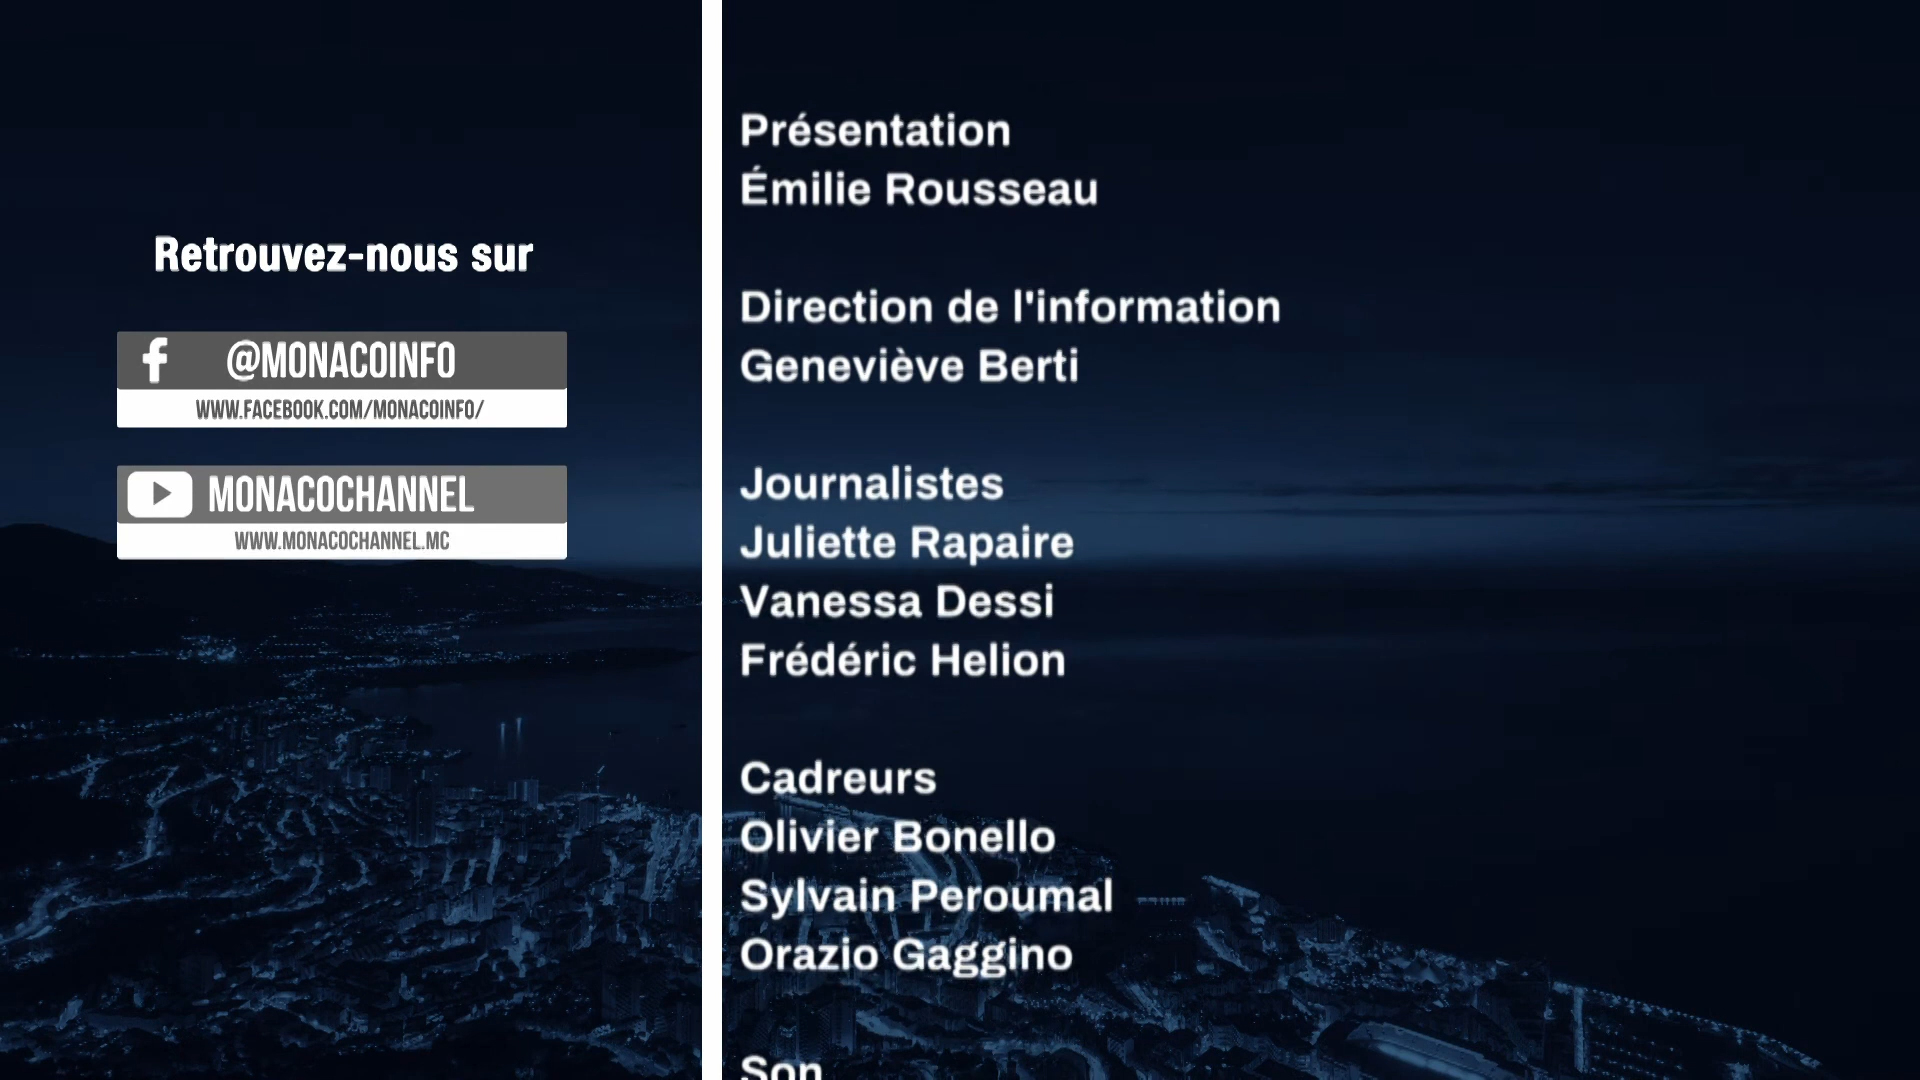 Retrouvez-nous sur
@MONACOINFO
WWW.FACEBOOK.COM/MONACOINFO/
MONACOCHANNEL
WWW.MONACOCHANNEL.MC
Présentation
Émilie Rousseau
Direction de l'information
Geneviève Berti
Journalistes
Juliette Rapaire
Vanessa Dessi
Frédéric Helion
Cadreurs
Olivier Bonello
Sylvain Peroumal
Orazio Gaggino
Son